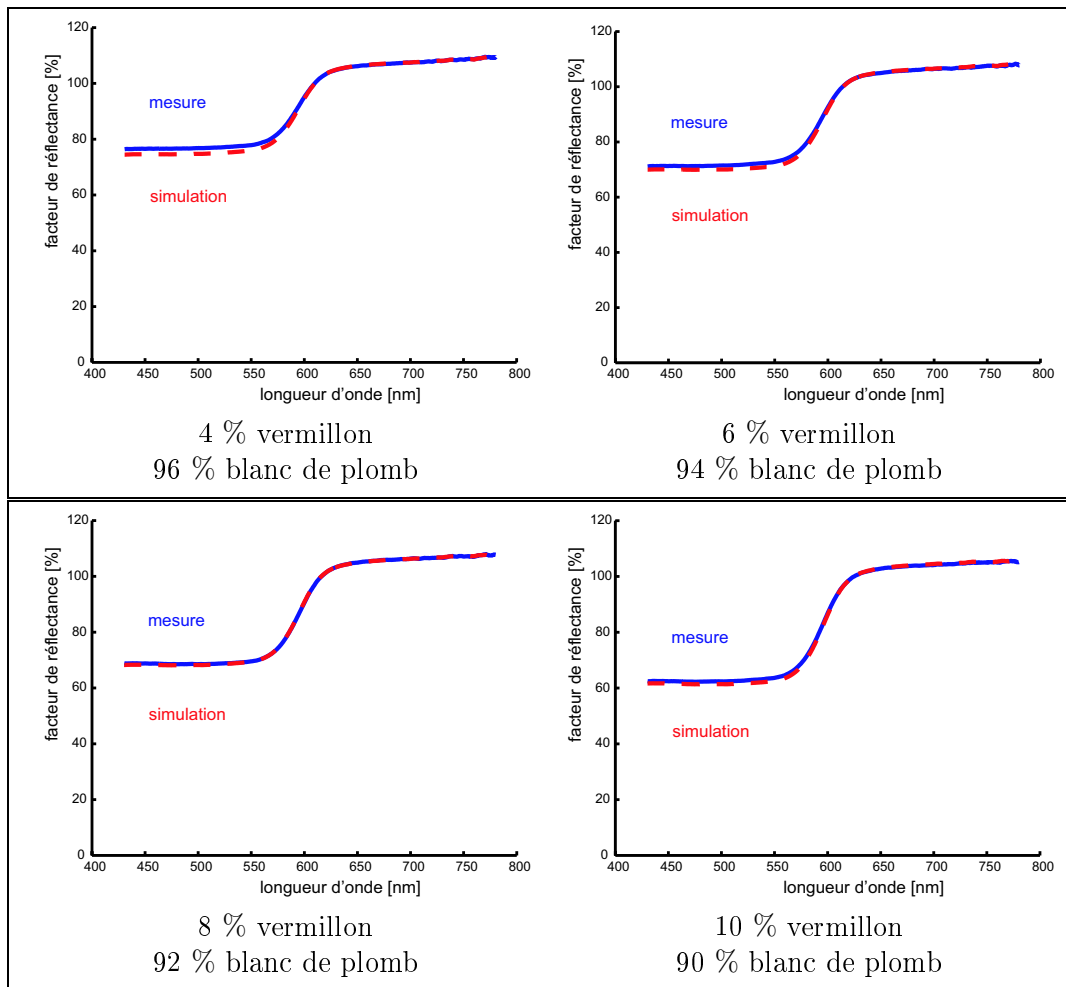 facteur de réflectance [%]
120
100
80
60
40
20
0
mesure
simulation
400 450 500 550 600 650 700 750 800
longueur d'onde [nm]
4 % vermillon
96 % blanc de plomb
facteur de réflectance [%]
120
100
80
60
40
20
0
mesure
simulation
400 450 500 550 600 650 700 750 800
longueur d'onde [nm]
6 % vermillon
94 % blanc de plomb
facteur de réflectance [%]
120
100
80
60
40
20
0
mesure
simulation
400 450 500 550 600 650 700 750 800
longueur d'onde [nm]
8 % vermillon
92 % blanc de plomb
facteur de réflectance [%]
120
100
80
60
40
20
0
mesure
simulation
400 450 500 550 600 650 700 750 800
longueur d'onde [nm]
10 % vermillon
90 % blanc de plomb